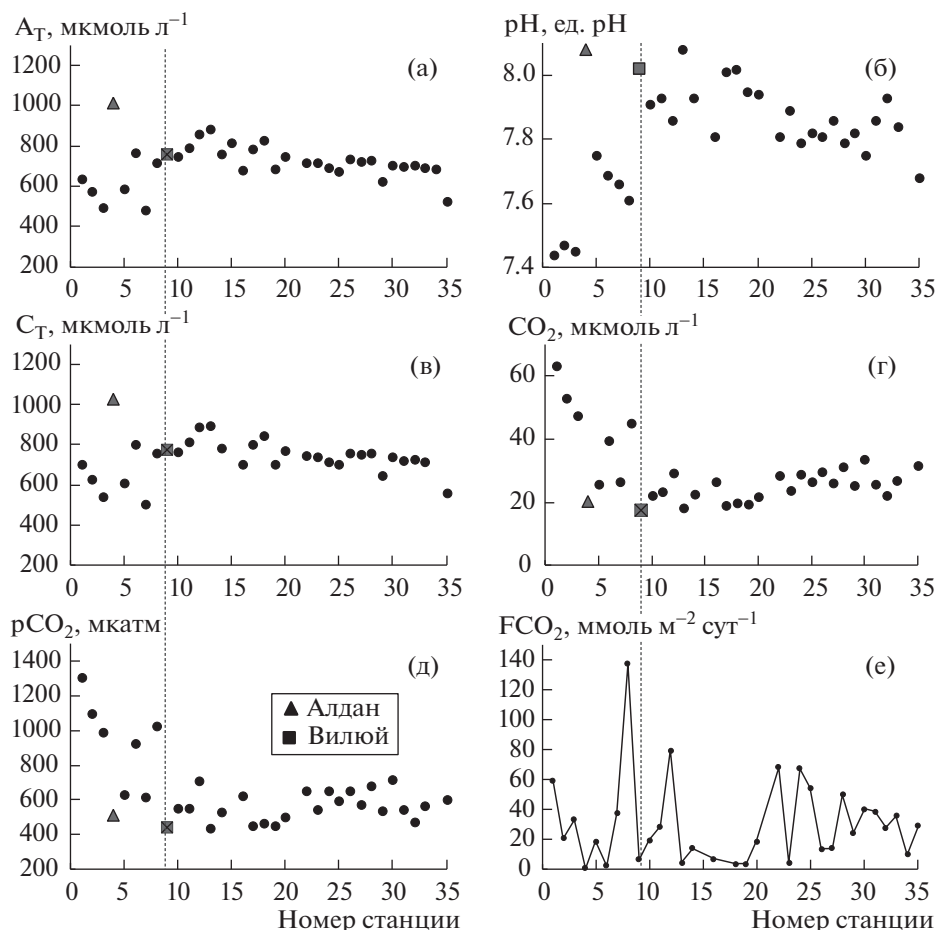 Aт, мкмоль л⁻¹
(а)
1200
1000
800
600
400
200
0 5 10 15 20 25 30 35
pH, ед. pH
(б)
8.0
7.8
7.6
7.4
0 5 10 15 20 25 30 35
Cт, мкмоль л⁻¹
(в)
1200
1000
800
600
400
200
0 5 10 15 20 25 30 35
CO₂, мкмоль л⁻¹
(г)
60
40
20
0
0 5 10 15 20 25 30 35
pCO₂, мкатм
(д)
1400
1200
1000
800
600
400
200
Алдан
Вилюй
0 5 10 15 20 25 30 35
Номер станции
FCO₂, ммоль м⁻² сут⁻¹
(е)
140
120
100
80
60
40
20
0
0 5 10 15 20 25 30 35
Номер станции